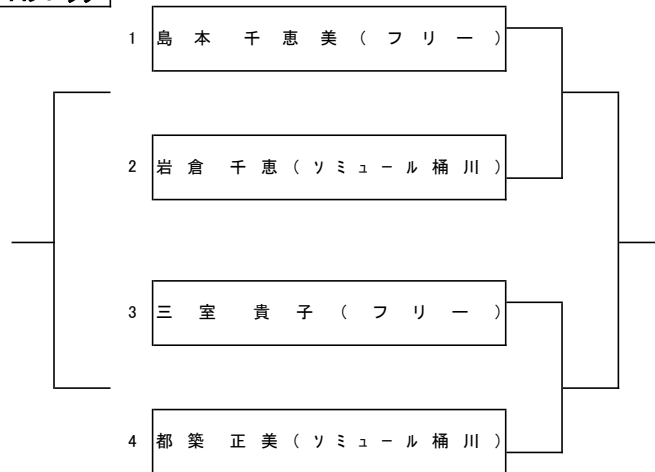 1 島本 千恵美(フリー)
2 岩倉 千恵(ソミュール桶川)
3 三室 貴子(フリー)
4 都築 正美(ソミュール桶川)